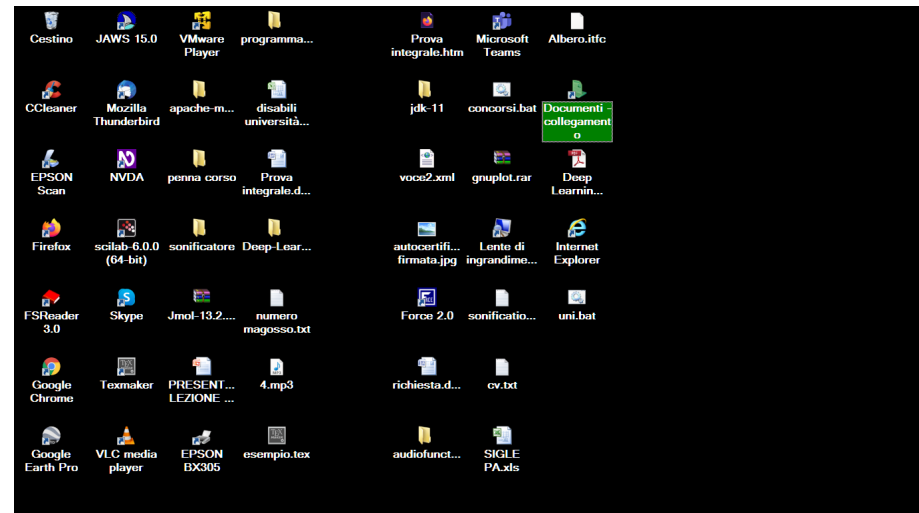 Cestino
JAWS 15.0
VMware
Player
programma...
Prova
integrale.htm
Microsoft
Teams
Albero.itfc
CCleaner
Mozilla
Thunderbird
apache-m...
disabili
università...
jdk-11
concorsi.bat
Documenti -
collegament
o
EPSON
Scan
NVDA
penna corso
Prova
integrale.d...
voce2.xml
gnuplot.rar
Deep
Learnin...
Firefox
scilab-6.0.0
(64-bit)
sonificatore
Deep-Lear...
autocertifi...
firmata.jpg
Lente di
ingrandime...
Internet
Explorer
FSReader
3.0
Skype
Jmol-13.2....
numero
magosso.txt
Force 2.0
sonificatio...
uni.bat
Google
Chrome
Texmaker
PRESENT...
LEZIONE ...
4.mp3
richiesta.d...
cv.txt
Google
Earth Pro
VLC media
player
EPSON
BX305
esempio.tex
audiofunct...
SIGLE
PA.xls